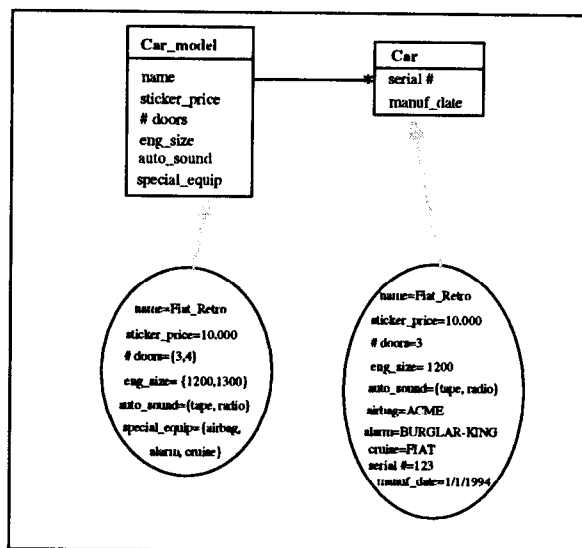 Car_model
name
sticker_price
# doors
eng_size
auto_sound
special_equip
*
Car
serial #
manuf_date
name=Fiat_Retro
sticker_price=10.000
# doors={3,4}
eng_size= {1200,1300}
auto_sound={tape, radio}
special_equip={airbag,
alarm, cruise}
name=Fiat_Retro
sticker_price=10.000
# doors=3
eng_size= 1200
auto_sound={tape, radio}
airbag=ACME
alarm=BURGLAR-KING
cruise=FIAT
serial #=123
manuf_date=1/1/1994